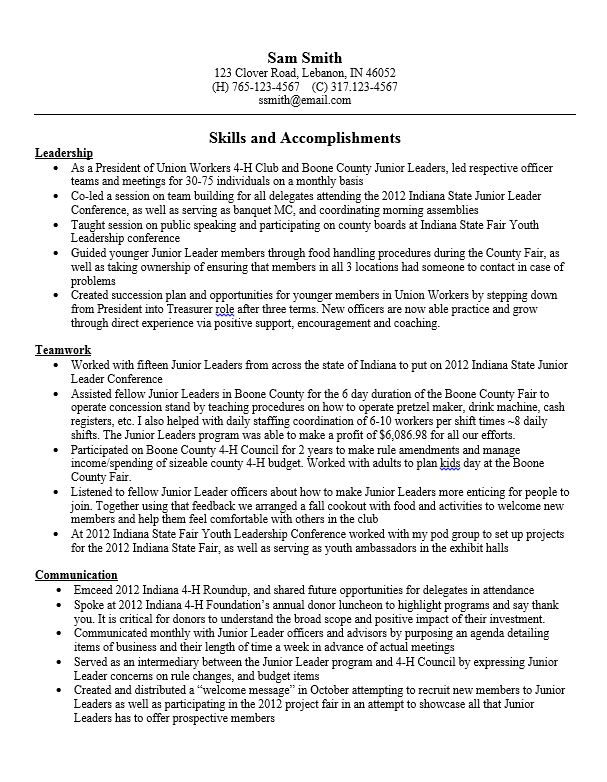 Sam Smith
123 Clover Road, Lebanon, IN 46052
(H) 765-123-4567    (C) 317.123-4567
ssmith@email.com
Skills and Accomplishments
Leadership
• As a President of Union Workers 4-H Club and Boone County Junior Leaders, led respective officer
teams and meetings for 30-75 individuals on a monthly basis
• Co-led a session on team building for all delegates attending the 2012 Indiana State Junior Leader
Conference, as well as serving as banquet MC, and coordinating morning assemblies
• Taught session on public speaking and participating on county boards at Indiana State Fair Youth
Leadership conference
• Guided younger Junior Leader members through food handling procedures during the County Fair, as
well as taking ownership of ensuring that members in all 3 locations had someone to contact in case of
problems
• Created succession plan and opportunities for younger members in Union Workers by stepping down
from President into Treasurer role after three terms. New officers are now able practice and grow
through direct experience via positive support, encouragement and coaching.
Teamwork
• Worked with fifteen Junior Leaders from across the state of Indiana to put on 2012 Indiana State Junior
Leader Conference
• Assisted fellow Junior Leaders in Boone County for the 6 day duration of the Boone County Fair to
operate concession stand by teaching procedures on how to operate pretzel maker, drink machine, cash
registers, etc. I also helped with daily staffing coordination of 6-10 workers per shift times ~8 daily
shifts. The Junior Leaders program was able to make a profit of $6,086.98 for all our efforts.
• Participated on Boone County 4-H Council for 2 years to make rule amendments and manage
income/spending of sizeable county 4-H budget. Worked with adults to plan kids day at the Boone
County Fair.
• Listened to fellow Junior Leader officers about how to make Junior Leaders more enticing for people to
join. Together using that feedback we arranged a fall cookout with food and activities to welcome new
members and help them feel comfortable with others in the club
• At 2012 Indiana State Fair Youth Leadership Conference worked with my pod group to set up projects
for the 2012 Indiana State Fair, as well as serving as youth ambassadors in the exhibit halls
Communication
• Emceed 2012 Indiana 4-H Roundup, and shared future opportunities for delegates in attendance
• Spoke at 2012 Indiana 4-H Foundation's annual donor luncheon to highlight programs and say thank
you. It is critical for donors to understand the broad scope and positive impact of their investment.
• Communicated monthly with Junior Leader officers and advisors by purposing an agenda detailing
items of business and their length of time a week in advance of actual meetings
• Served as an intermediary between the Junior Leader program and 4-H Council by expressing Junior
Leader concerns on rule changes, and budget items
• Created and distributed a “welcome message” in October attempting to recruit new members to Junior
Leaders as well as participating in the 2012 project fair in an attempt to showcase all that Junior
Leaders has to offer prospective members